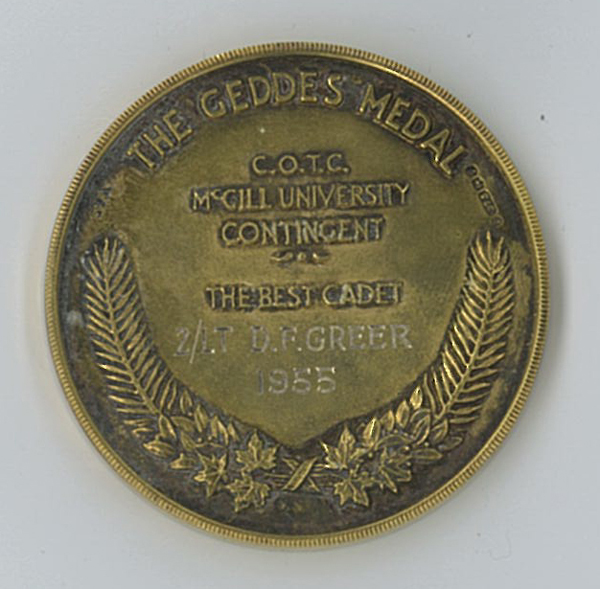 THE GEDDES MEDAL
C.O.T.C.
McGILL UNIVERSITY
CONTINGENT
THE BEST CADET
2/LT D.F. GREER
1955